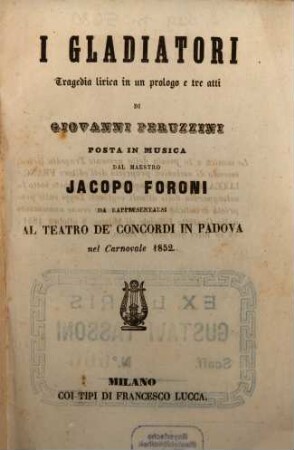 I GLADIATORI
Tragedia lirica in un prologo e tre atti
DI
GIOVANNI PERUZZINI
POSTA IN MUSICA
DAL MAESTRO
JACOPO FORONI
DA RAPPRESENTARSI
AL TEATRO DE' CONCORDI IN PADOVA
nel Carnovale 1852.
EX LIBRIS
GUSTAVI TASSONI
MILANO
COI TIPI DI FRANCESCO LUCCA.